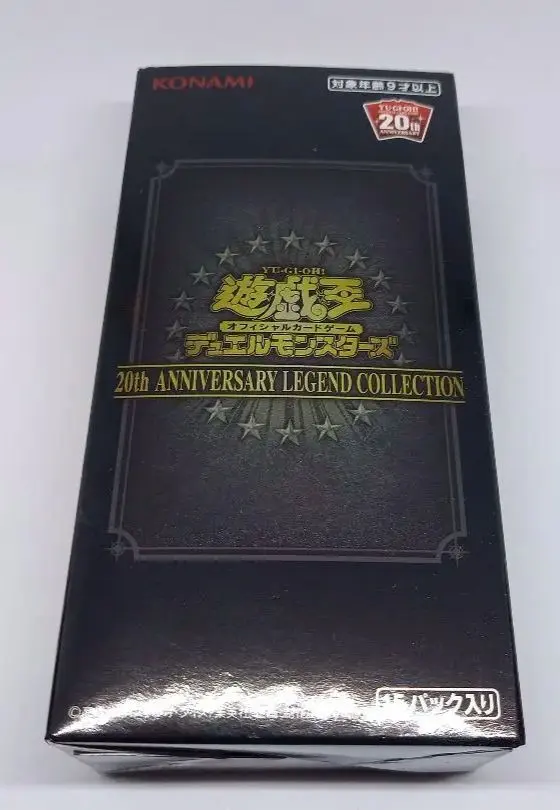 KONAMI
対象年齢9才以上
YU-GI-OH!
20th
ANNIVERSARY
YU-GI-OH!
遊戯王
オフィシャルカードゲーム
デュエルモンスターズ
20th ANNIVERSARY LEGEND COLLECTION
15パック入り